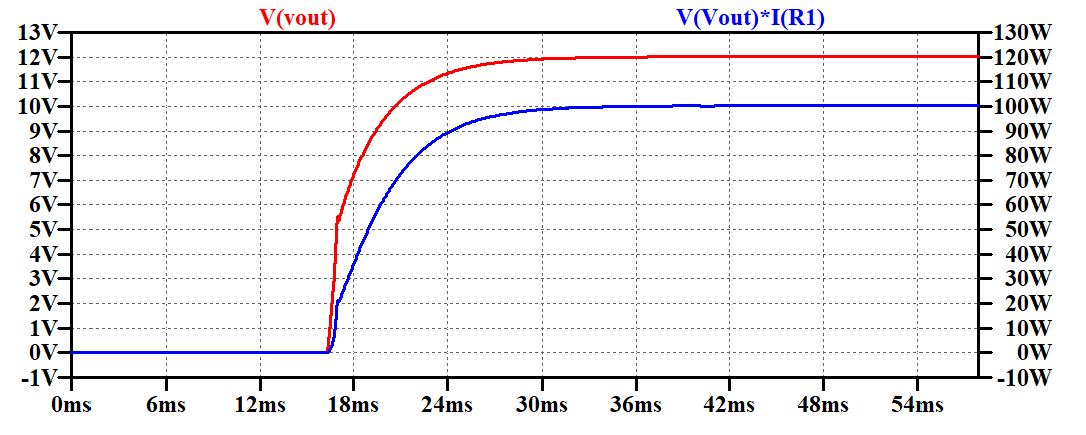 V(vout) V(Vout)*I(R1)
13V 130W
12V 120W
11V 110W
10V 100W
9V 90W
8V 80W
7V 70W
6V 60W
5V 50W
4V 40W
3V 30W
2V 20W
1V 10W
0V 0W
-1V -10W
0ms 6ms 12ms 18ms 24ms 30ms 36ms 42ms 48ms 54ms